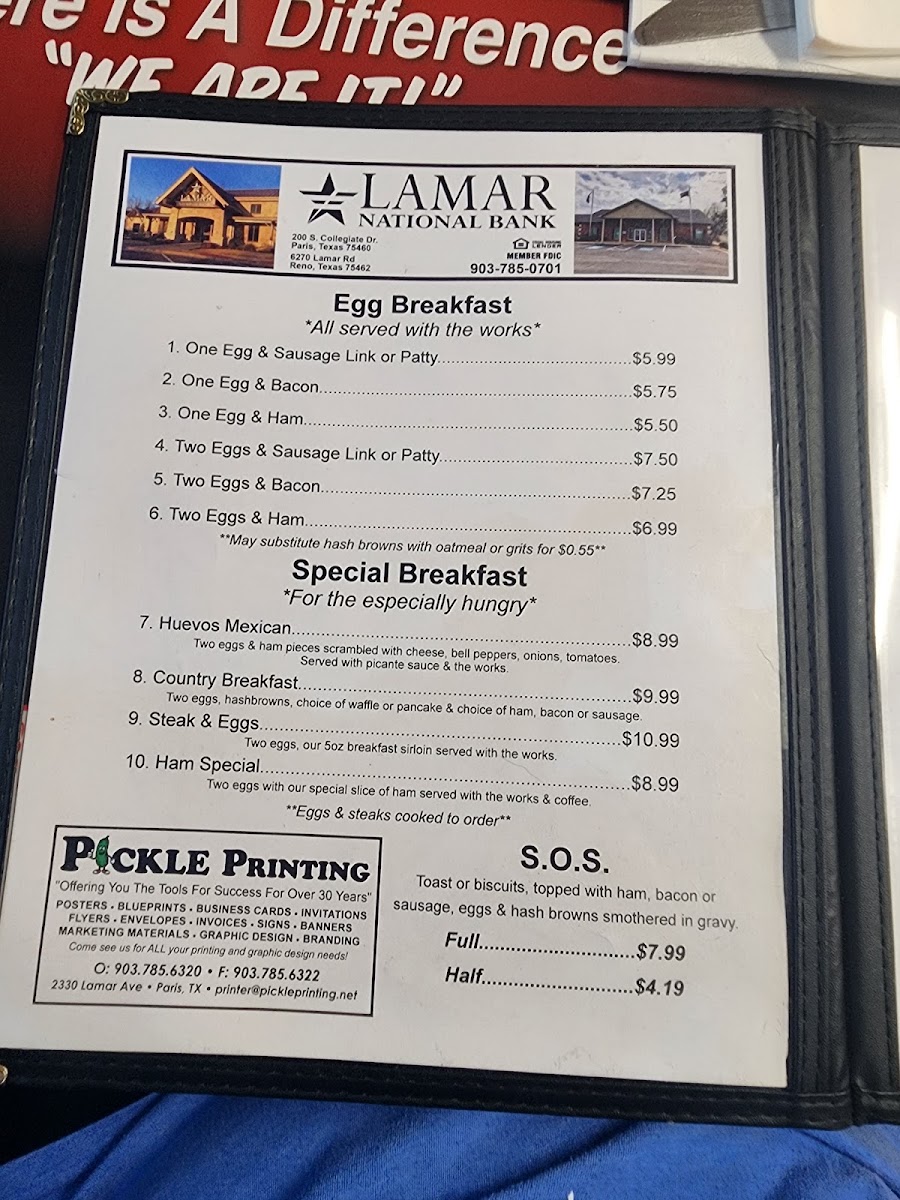 ere Is A Difference
"WE ARE IT!"
LAMAR
NATIONAL BANK
200 S. Collegiate Dr.
Paris, Texas 75460
6270 Lamar Rd
Reno, Texas 75462
EQUAL HOUSING
LENDER
MEMBER FDIC
903-785-0701
Egg Breakfast
*All served with the works*
1. One Egg & Sausage Link or Patty...................................$5.99
2. One Egg & Bacon.........................................................$5.75
3. One Egg & Ham............................................................$5.50
4. Two Eggs & Sausage Link or Patty...................................$7.50
5. Two Eggs & Bacon........................................................$7.25
6. Two Eggs & Ham...........................................................$6.99
**May substitute hash browns with oatmeal or grits for $0.55**
Special Breakfast
*For the especially hungry*
7. Huevos Mexican.............................................................$8.99
Two eggs & ham pieces scrambled with cheese, bell peppers, onions, tomatoes.
Served with picante sauce & the works.
8. Country Breakfast...........................................................$9.99
Two eggs, hashbrowns, choice of waffle or pancake & choice of ham, bacon or sausage.
9. Steak & Eggs.................................................................$10.99
Two eggs, our 5oz breakfast sirloin served with the works.
10. Ham Special.................................................................$8.99
Two eggs with our special slice of ham served with the works & coffee.
**Eggs & steaks cooked to order**
PICKLE PRINTING
"Offering You The Tools For Success For Over 30 Years"
POSTERS • BLUEPRINTS • BUSINESS CARDS • INVITATIONS
FLYERS • ENVELOPES • INVOICES • SIGNS • BANNERS
MARKETING MATERIALS • GRAPHIC DESIGN • BRANDING
Come see us for ALL your printing and graphic design needs!
O: 903.785.6320 • F: 903.785.6322
2330 Lamar Ave • Paris, TX • printer@pickleprinting.net
S.O.S.
Toast or biscuits, topped with ham, bacon or
sausage, eggs & hash browns smothered in gravy.
Full............................$7.99
Half............................$4.19